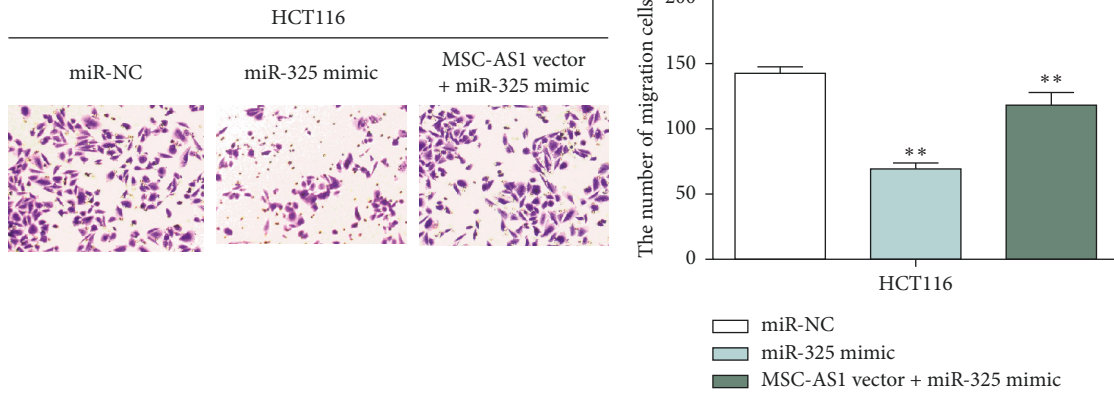 HCT116
miR-NC
miR-325 mimic
MSC-AS1 vector
+ miR-325 mimic
The number of migration cells
200
150
100
50
0
**
**
HCT116
miR-NC
miR-325 mimic
MSC-AS1 vector + miR-325 mimic